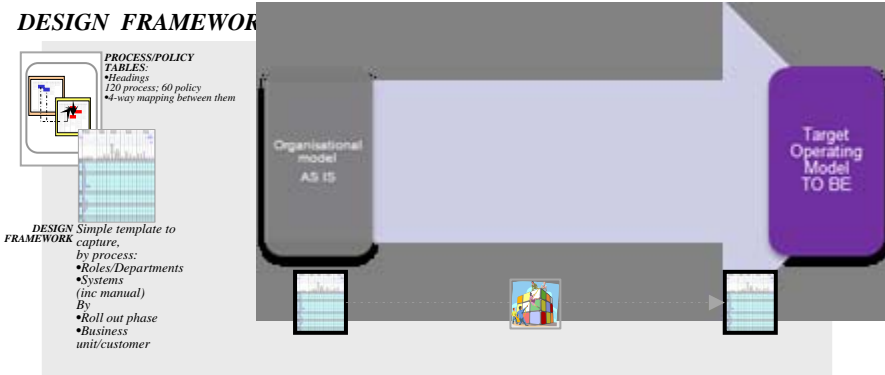 DESIGN FRAMEWOR
PROCESS/POLICY
TABLES:
•Headings
120 process; 60 policy
•4-way mapping between them
Organisational
model
AS IS
Target
Operating
Model
TO BE
DESIGN
FRAMEWORK
Simple template to
capture,
by process:
•Roles/Departments
•Systems
(inc manual)
By
•Roll out phase
•Business
unit/customer